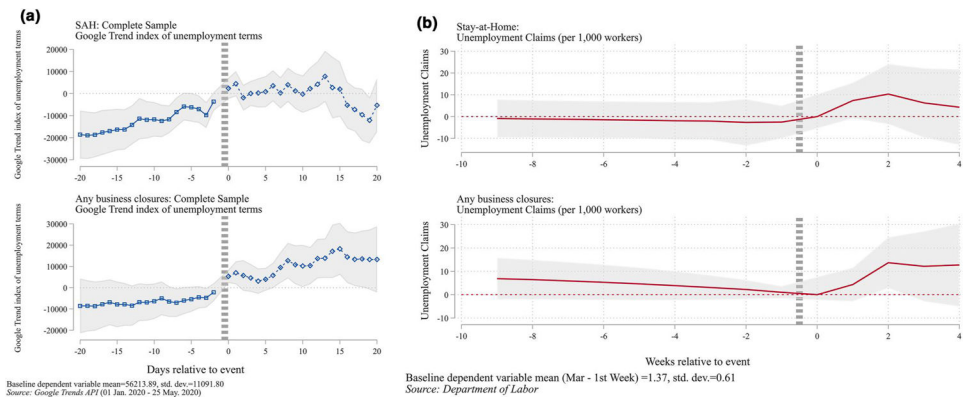 (a)
SAH: Complete Sample
Google Trend index of unemployment terms
Google Trend index of unemployment terms
20000
10000
0
-10000
-20000
-30000
-20 -15 -10 -5 0 5 10 15 20
Any business closures: Complete Sample
Google Trend index of unemployment terms
Google Trend index of unemployment terms
30000
20000
10000
0
-10000
-20000
-20 -15 -10 -5 0 5 10 15 20
Days relative to event
Baseline dependent variable mean=56213.89, std. dev.=11091.80
Source: Google Trends API (01 Jan. 2020 - 25 May. 2020)
(b)
Stay-at-Home:
Unemployment Claims (per 1,000 workers)
Unemployment Claims
30
20
10
0
-10
-10 -8 -6 -4 -2 0 2 4
Any business closures:
Unemployment Claims (per 1,000 workers)
Unemployment Claims
30
20
10
0
-10
-10 -8 -6 -4 -2 0 2 4
Weeks relative to event
Baseline dependent variable mean (Mar - 1st Week) =1.37, std. dev.=0.61
Source: Department of Labor